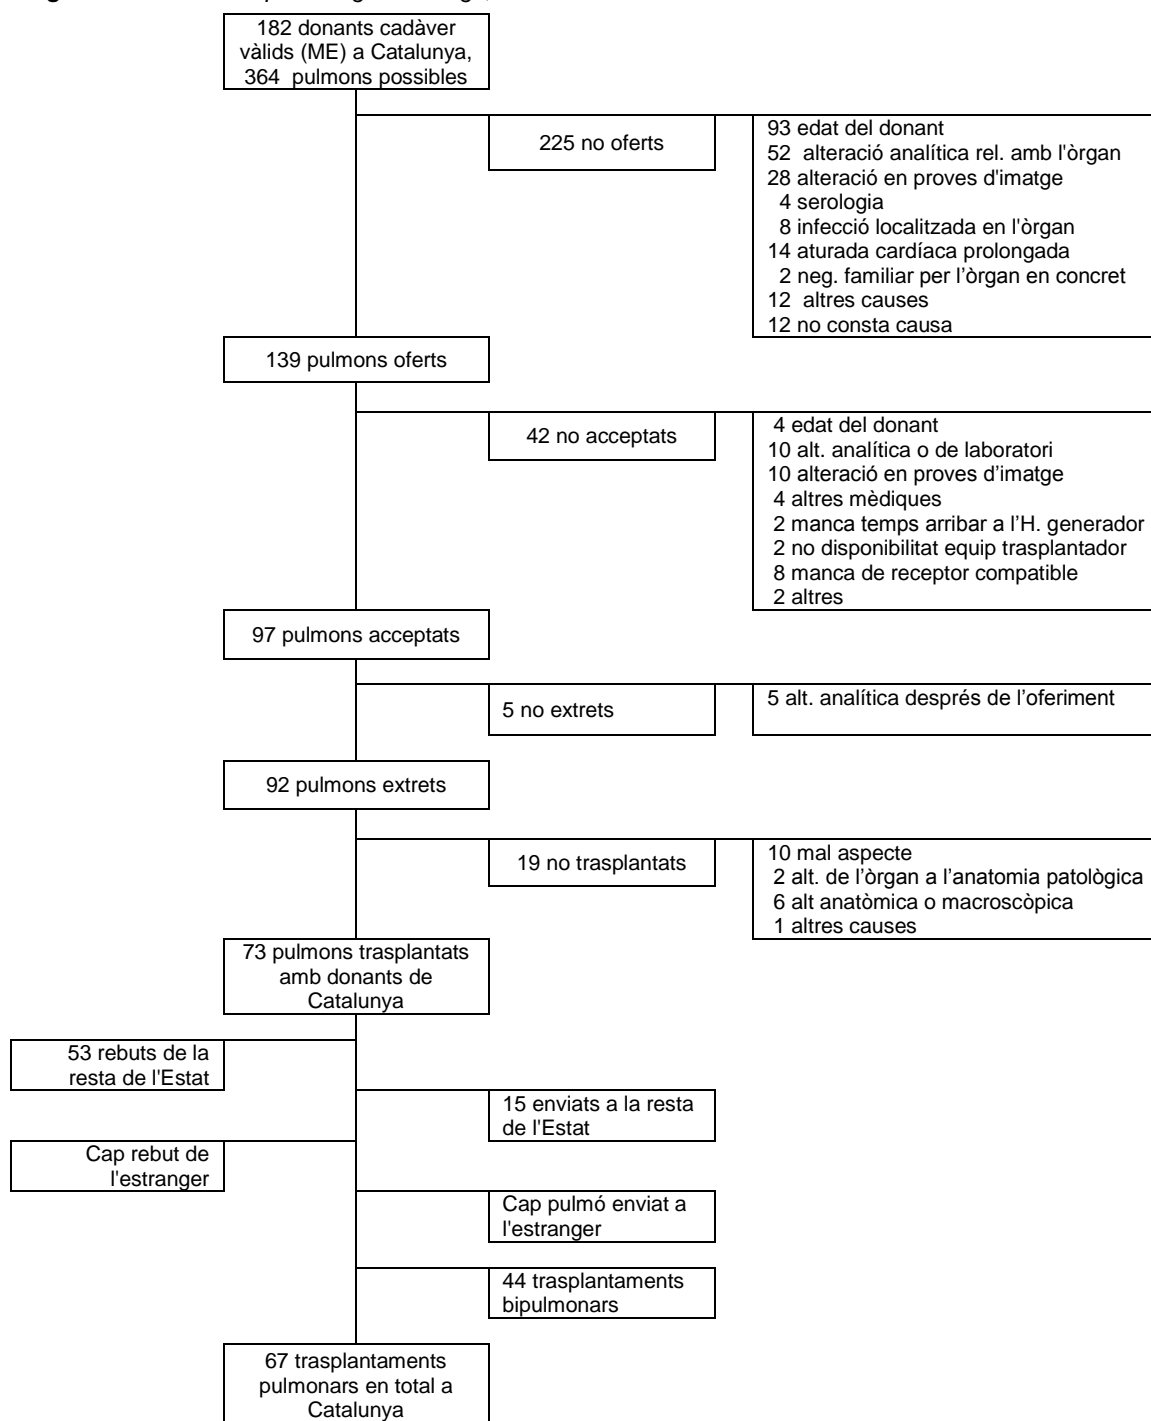 182 donants cadàver
vàlids (ME) a Catalunya,
364 pulmons possibles
225 no oferts
93 edat del donant
52 alteració analítica rel. amb l'òrgan
28 alteració en proves d'imatge
4 serologia
8 infecció localitzada en l'òrgan
14 aturada cardíaca prolongada
2 neg. familiar per l’òrgan en concret
12 altres causes
12 no consta causa
139 pulmons oferts
42 no acceptats
4 edat del donant
10 alt. analítica o de laboratori
10 alteració en proves d’imatge
4 altres mèdiques
2 manca temps arribar a l’H. generador
2 no disponibilitat equip trasplantador
8 manca de receptor compatible
2 altres
97 pulmons acceptats
5 no extrets
5 alt. analítica després de l’oferiment
92 pulmons extrets
19 no trasplantats
10 mal aspecte
2 alt. de l’òrgan a l’anatomia patològica
6 alt anatòmica o macroscòpica
1 altres causes
73 pulmons trasplantats
amb donants de
Catalunya
53 rebuts de la
resta de l'Estat
15 enviats a la resta
de l'Estat
Cap rebut de
l'estranger
Cap pulmó enviat a
l'estranger
44 trasplantaments
bipulmonars
67 trasplantaments
pulmonars en total a
Catalunya